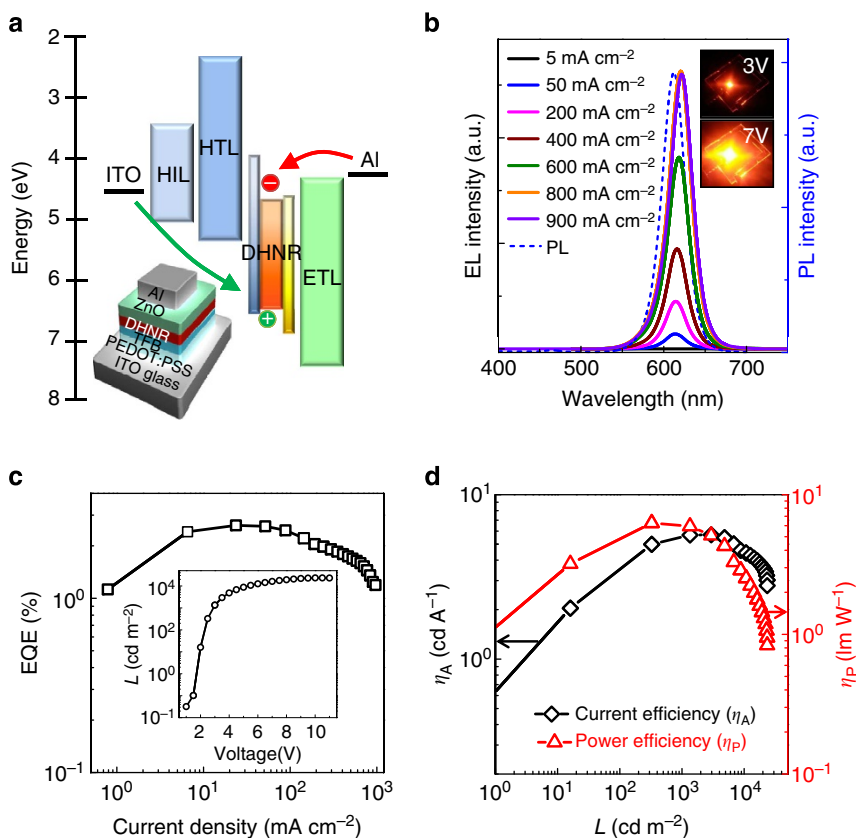 a
2
3
4
5
6
7
8
Energy (eV)
ITO
HIL
HTL
DHNR
ETL
Al
Al
ZnO
DHNR
TFB
PEDOT:PSS
ITO glass
b
5 mA cm⁻²
50 mA cm⁻²
200 mA cm⁻²
400 mA cm⁻²
600 mA cm⁻²
800 mA cm⁻²
900 mA cm⁻²
PL
3V
7V
EL intensity (a.u.)
PL intensity (a.u.)
400 500 600 700
Wavelength (nm)
c
10⁰
10⁻¹
EQE (%)
10⁰ 10¹ 10² 10³
Current density (mA cm⁻²)
10⁴
10²
10⁰
10⁻¹
L (cd m⁻²)
2 4 6 8 10
Voltage(V)
d
10¹
10⁰
η_A (cd A⁻¹)
10¹
10⁰
10⁻¹
η_P (lm W⁻¹)
Current efficiency (η_A)
Power efficiency (η_P)
10⁰ 10¹ 10² 10³ 10⁴
L (cd m⁻²)